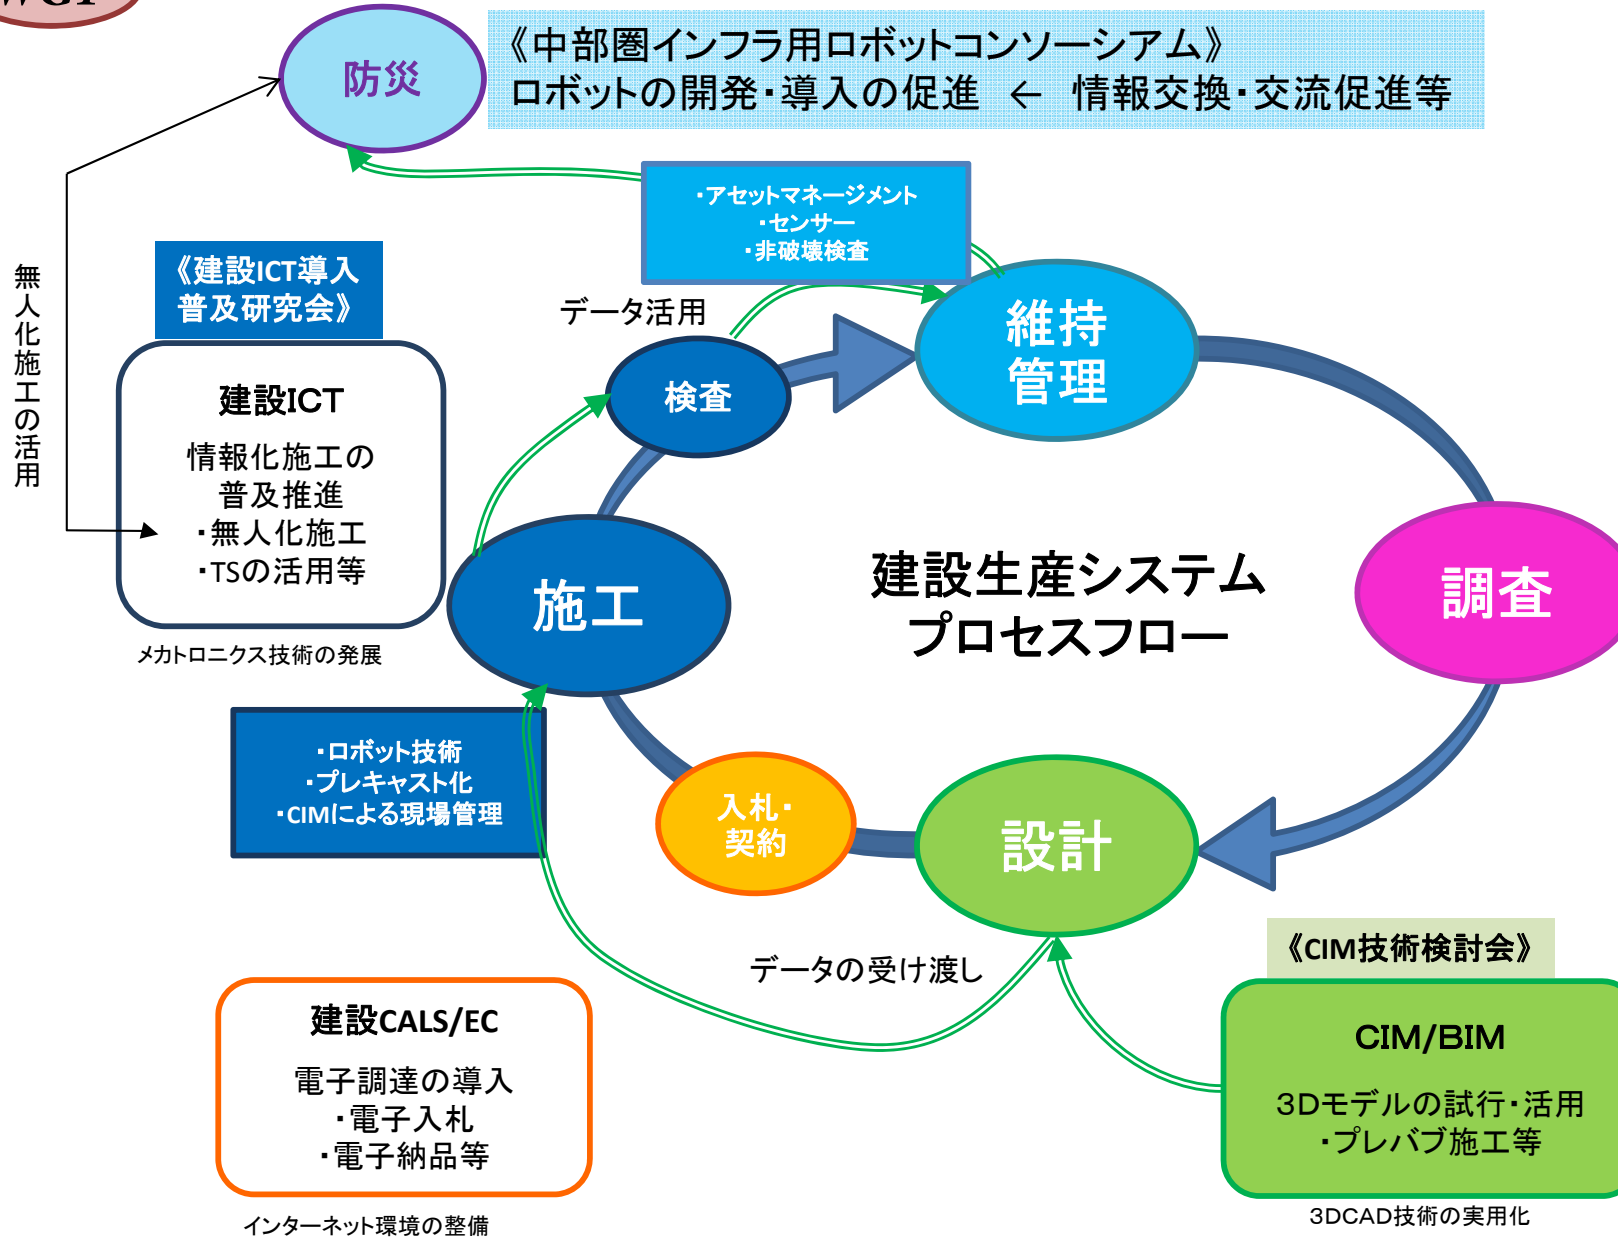 防災
《中部圏インフラ用ロボットコンソーシアム》
ロボットの開発・導入の促進 ← 情報交換・交流促進等
・アセットマネージメント
・センサー
・非破壊検査
無人化施工の活用
《建設ICT導入
普及研究会》
建設ICT
情報化施工の
普及推進
・無人化施工
・TSの活用等
メカトロニクス技術の発展
データ活用
検査
維持
管理
施工
建設生産システム
プロセスフロー
調査
・ロボット技術
・プレキャスト化
・CIMによる現場管理
入札・
契約
設計
データの受け渡し
建設CALS/EC
電子調達の導入
・電子入札
・電子納品等
インターネット環境の整備
《CIM技術検討会》
CIM/BIM
3Dモデルの試行・活用
・プレバブ施工等
3DCAD技術の実用化